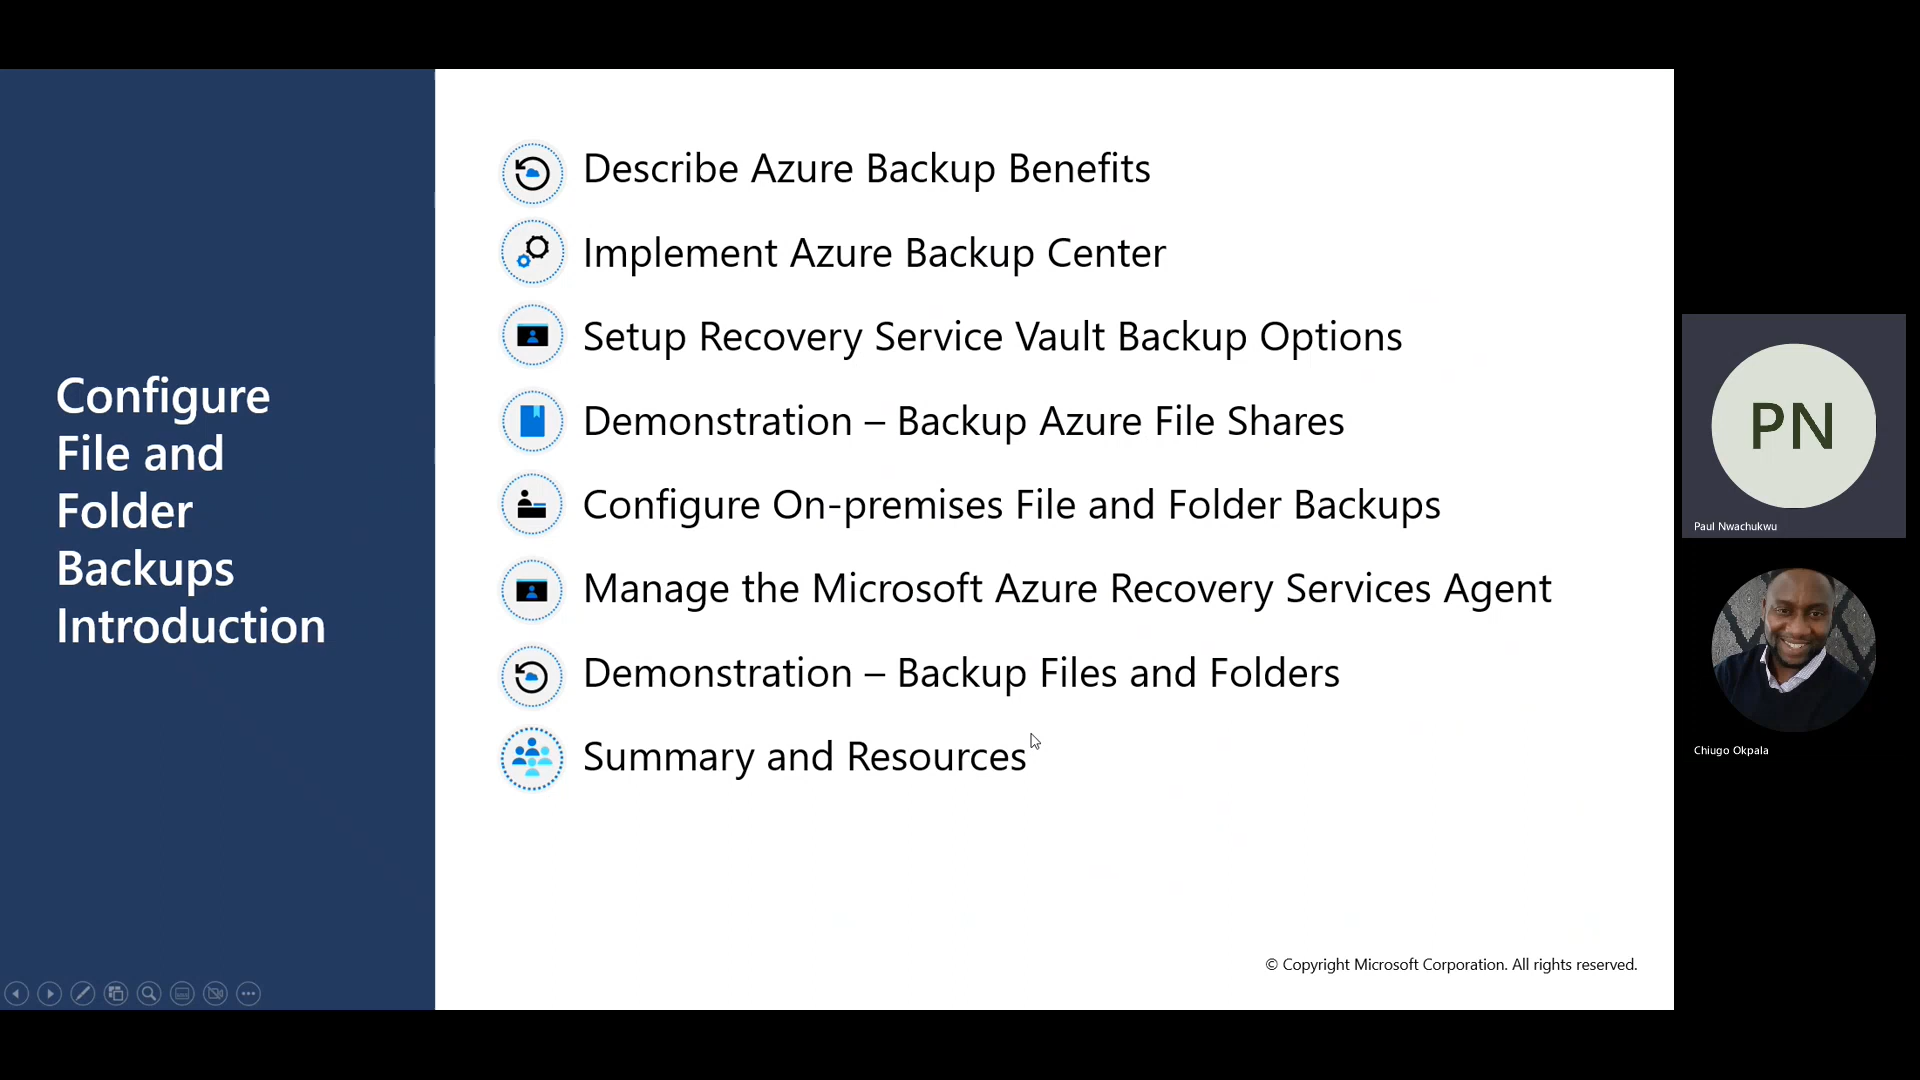 Configure
File and
Folder
Backups
Introduction
Describe Azure Backup Benefits
Implement Azure Backup Center
Setup Recovery Service Vault Backup Options
Demonstration – Backup Azure File Shares
Configure On-premises File and Folder Backups
Manage the Microsoft Azure Recovery Services Agent
Demonstration – Backup Files and Folders
Summary and Resources
© Copyright Microsoft Corporation. All rights reserved.
PN
Paul Nwachukwu
Chiugo Okpala